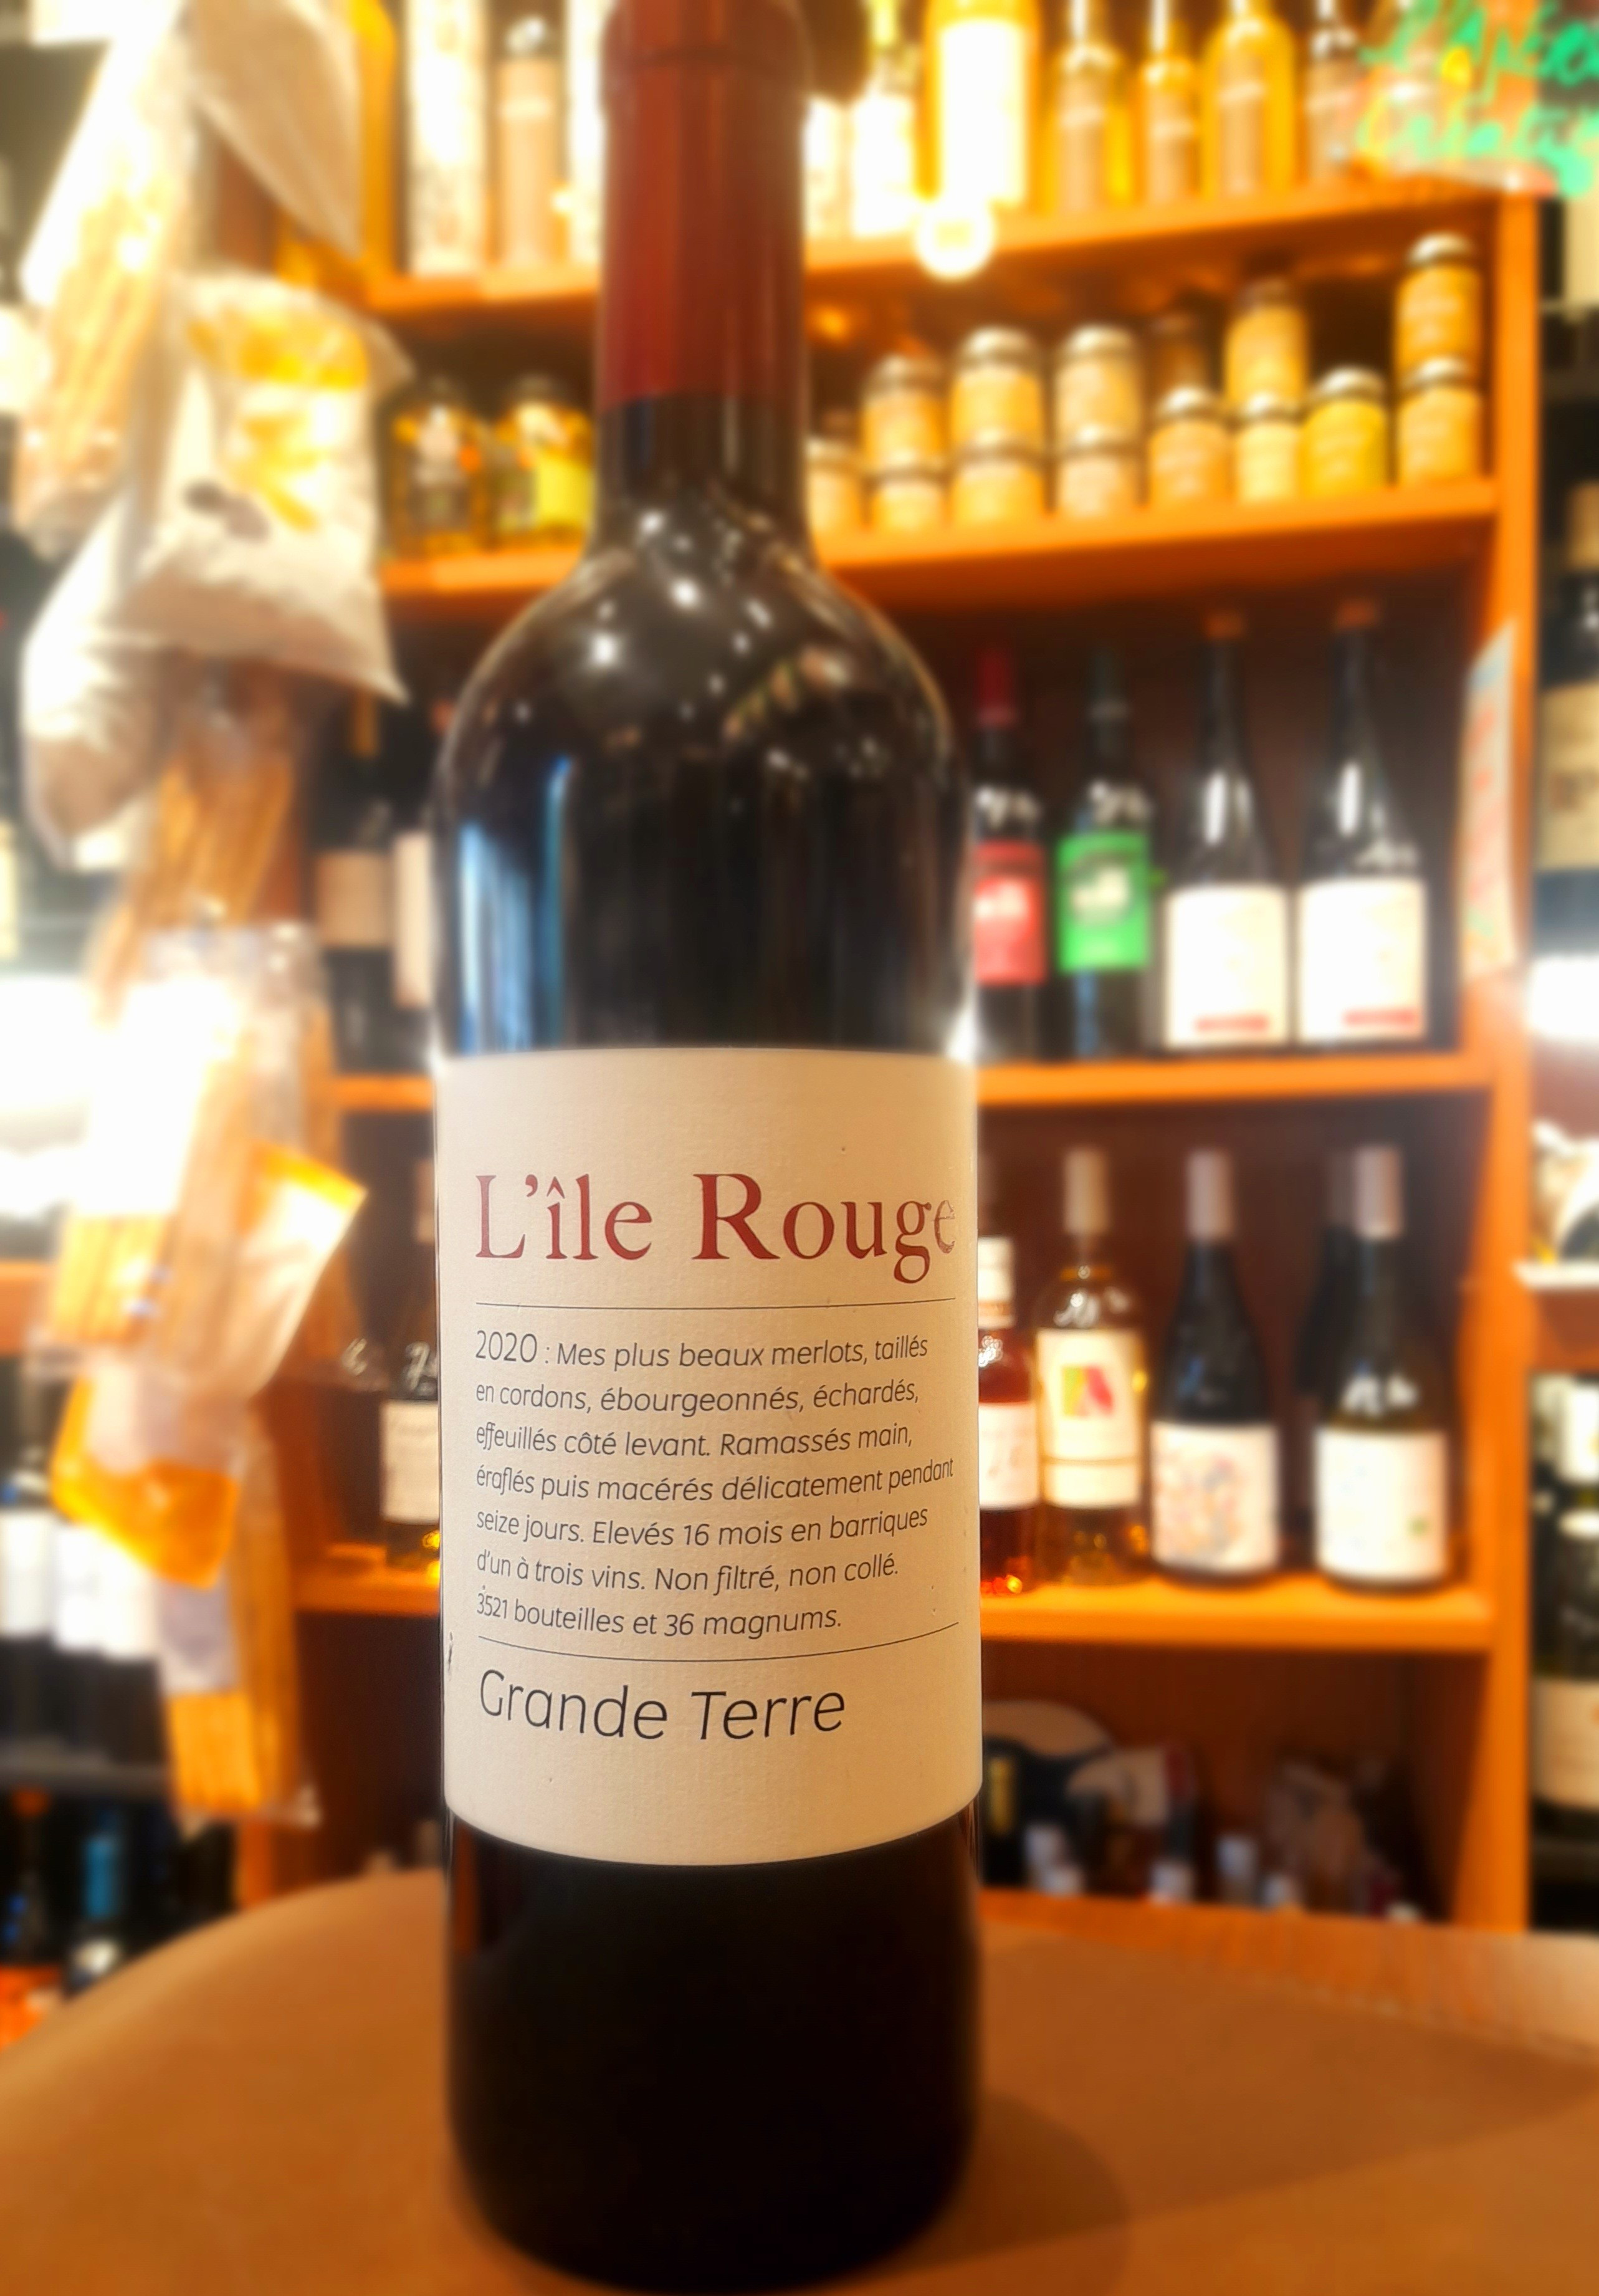 L'île Rouge
2020 : Mes plus beaux merlots, taillés
en cordons, ébourgeonnés, échardés,
effeuillés côté levant. Ramassés main,
éraflés puis macérés délicatement pendant
seize jours. Elevés 16 mois en barriques
d'un à trois vins. Non filtré, non collé.
3521 bouteilles et 36 magnums.
Grande Terre